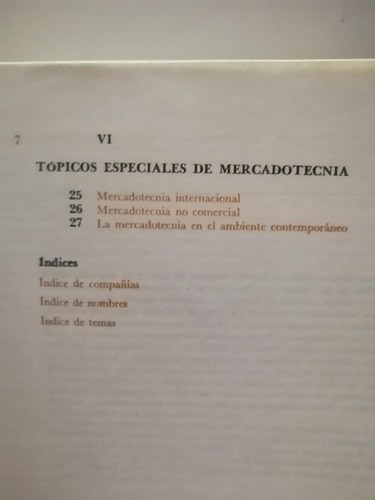 7 VI
TÓPICOS ESPECIALES DE MERCADOTECNIA
25 Mercadotecnia internacional
26 Mercadotecnia no comercial
27 La mercadotecnia en el ambiente contemporáneo
Indices
Indice de compañías
Indice de nombres
Indice de temas